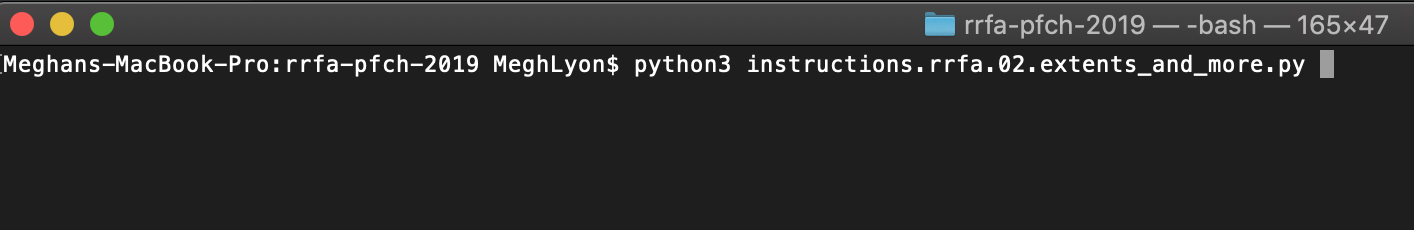 rrfa-pfch-2019 — -bash — 165×47
[Meghans-MacBook-Pro:rrfa-pfch-2019 MeghLyon$ python3 instructions.rrfa.02.extents_and_more.py